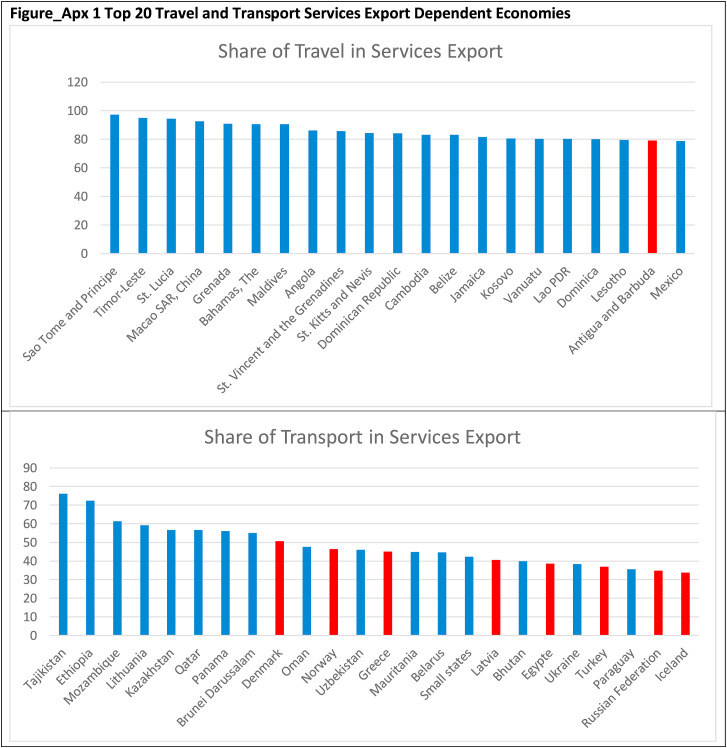 Figure_Apx 1 Top 20 Travel and Transport Services Export Dependent Economies
Share of Travel in Services Export
120
100
80
60
40
20
0
Sao Tome and Principe
Timor-Leste
St. Lucia
Macao SAR, China
Grenada
Bahamas, The
Maldives
Angola
St. Vincent and the Grenadines
St. Kitts and Nevis
Dominican Republic
Cambodia
Belize
Jamaica
Kosovo
Vanuatu
Lao PDR
Dominica
Lesotho
Antigua and Barbuda
Mexico
Share of Transport in Services Export
90
80
70
60
50
40
30
20
10
0
Tajikistan
Ethiopia
Mozambique
Lithuania
Kazakhstan
Qatar
Panama
Brunei Darussalam
Denmark
Oman
Norway
Uzbekistan
Greece
Mauritania
Belarus
Small states
Latvia
Bhutan
Egypte
Ukraine
Turkey
Paraguay
Russian Federation
Iceland